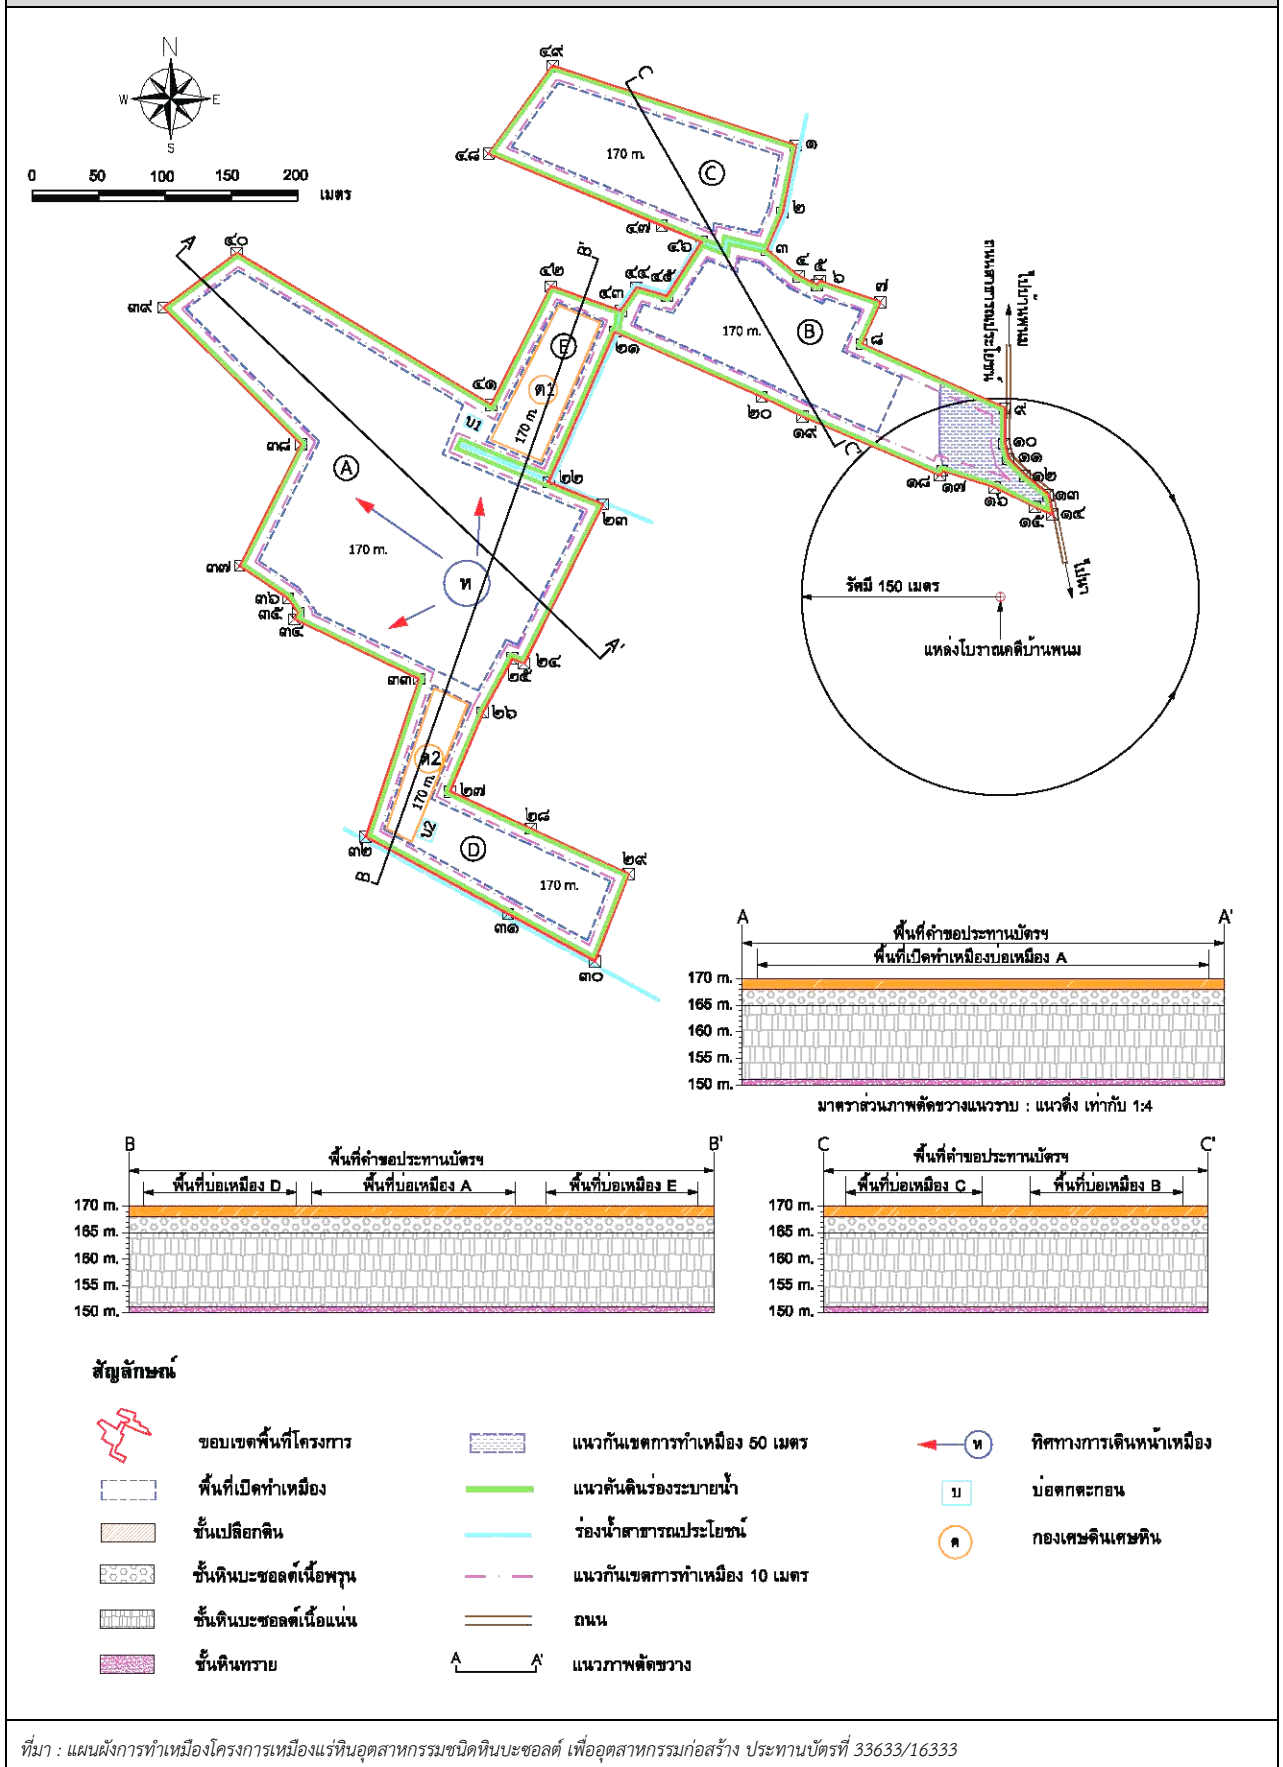 N
W E
S
0 50 100 150 200 เมตร
๔๙
C
๑
๔๘
170 m.
C
๒
๔๗
๔๖
๓
๔๐
A
B'
๔๒
๔๔
๔๕
๔
๕
๖
๗
๓๙
๔๓
๒๑
170 m.
B
๘
ถนนสาธารณประโยชน์
ไปบ้านพนม
E
ต1
170 m.
๔๑
บ1
๒๐
๑๙
C'
๙
๑๐
๑๑
๑๒
๑๓
๑๔
๑๕
๑๖
๑๗
๑๘
๓๘
A
๒๒
๒๓
170 m.
ท
๓๗
๓๖
๓๕
๓๔
ไปนา
รัศมี 150 เมตร
แหล่งโบราณคดีบ้านพนม
A'
๒๔
๒๕
๓๓
๒๖
ต2
170 m.
๒๗
บ2
๒๘
๓๒
D
B
170 m.
๒๙
๓๑
๓๐
A A'
พื้นที่คำขอประทานบัตรฯ
พื้นที่เปิดทำเหมืองบ่อเหมือง A
170 m.
165 m.
160 m.
155 m.
150 m.
มาตราส่วนภาพตัดขวางแนวราบ : แนวดิ่ง เท่ากับ 1:4
B B'
พื้นที่คำขอประทานบัตรฯ
พื้นที่บ่อเหมือง D พื้นที่บ่อเหมือง A พื้นที่บ่อเหมือง E
170 m.
165 m.
160 m.
155 m.
150 m.
C C'
พื้นที่คำขอประทานบัตรฯ
พื้นที่บ่อเหมือง C พื้นที่บ่อเหมือง B
170 m.
165 m.
160 m.
155 m.
150 m.
สัญลักษณ์
ขอบเขตพื้นที่โครงการ
พื้นที่เปิดทำเหมือง
ชั้นเปลือกดิน
ชั้นหินบะซอลต์เนื้อพรุน
ชั้นหินบะซอลต์เนื้อแน่น
ชั้นหินทราย
แนวกันเขตการทำเหมือง 50 เมตร
แนวคันดินร่องระบายน้ำ
ร่องน้ำสาธารณประโยชน์
แนวกันเขตการทำเหมือง 10 เมตร
ถนน
A A' แนวภาพตัดขวาง
ท ทิศทางการเดินหน้าเหมือง
บ บ่อตกตะกอน
ต กองเศษดินเศษหิน
ที่มา : แผนผังการทำเหมืองโครงการเหมืองแร่หินอุตสาหกรรมชนิดหินบะซอลต์ เพื่ออุตสาหกรรมก่อสร้าง ประทานบัตรที่ 33633/16333